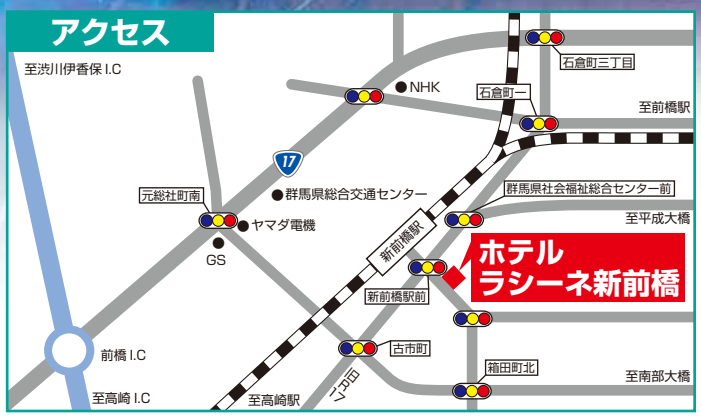 アクセス
至渋川伊香保 I.C
石倉町三丁目
NHK
石倉町一
至前橋駅
17
元総社町南
群馬県総合交通センター
群馬県社会福祉総合センター前
ヤマダ電機
至平成大橋
GS
新前橋駅
ホテル
ラシーネ新前橋
新前橋駅前
前橋 I.C
古市町
箱田町北
至南部大橋
至高崎 I.C
至高崎駅
旧R17